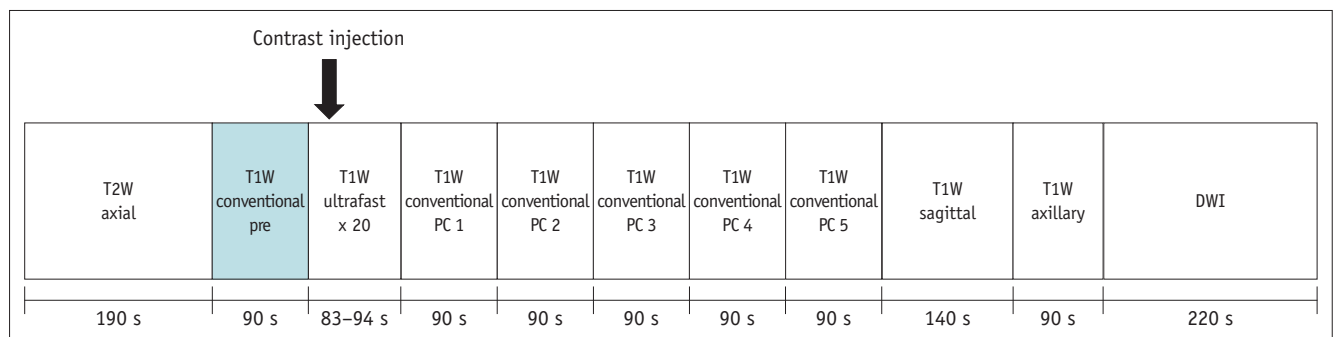 Contrast injection
T2W
axial
T1W
conventional
pre
T1W
ultrafast
x 20
T1W
conventional
PC 1
T1W
conventional
PC 2
T1W
conventional
PC 3
T1W
conventional
PC 4
T1W
conventional
PC 5
T1W
sagittal
T1W
axillary
DWI
190 s
90 s
83–94 s
90 s
90 s
90 s
90 s
90 s
140 s
90 s
220 s